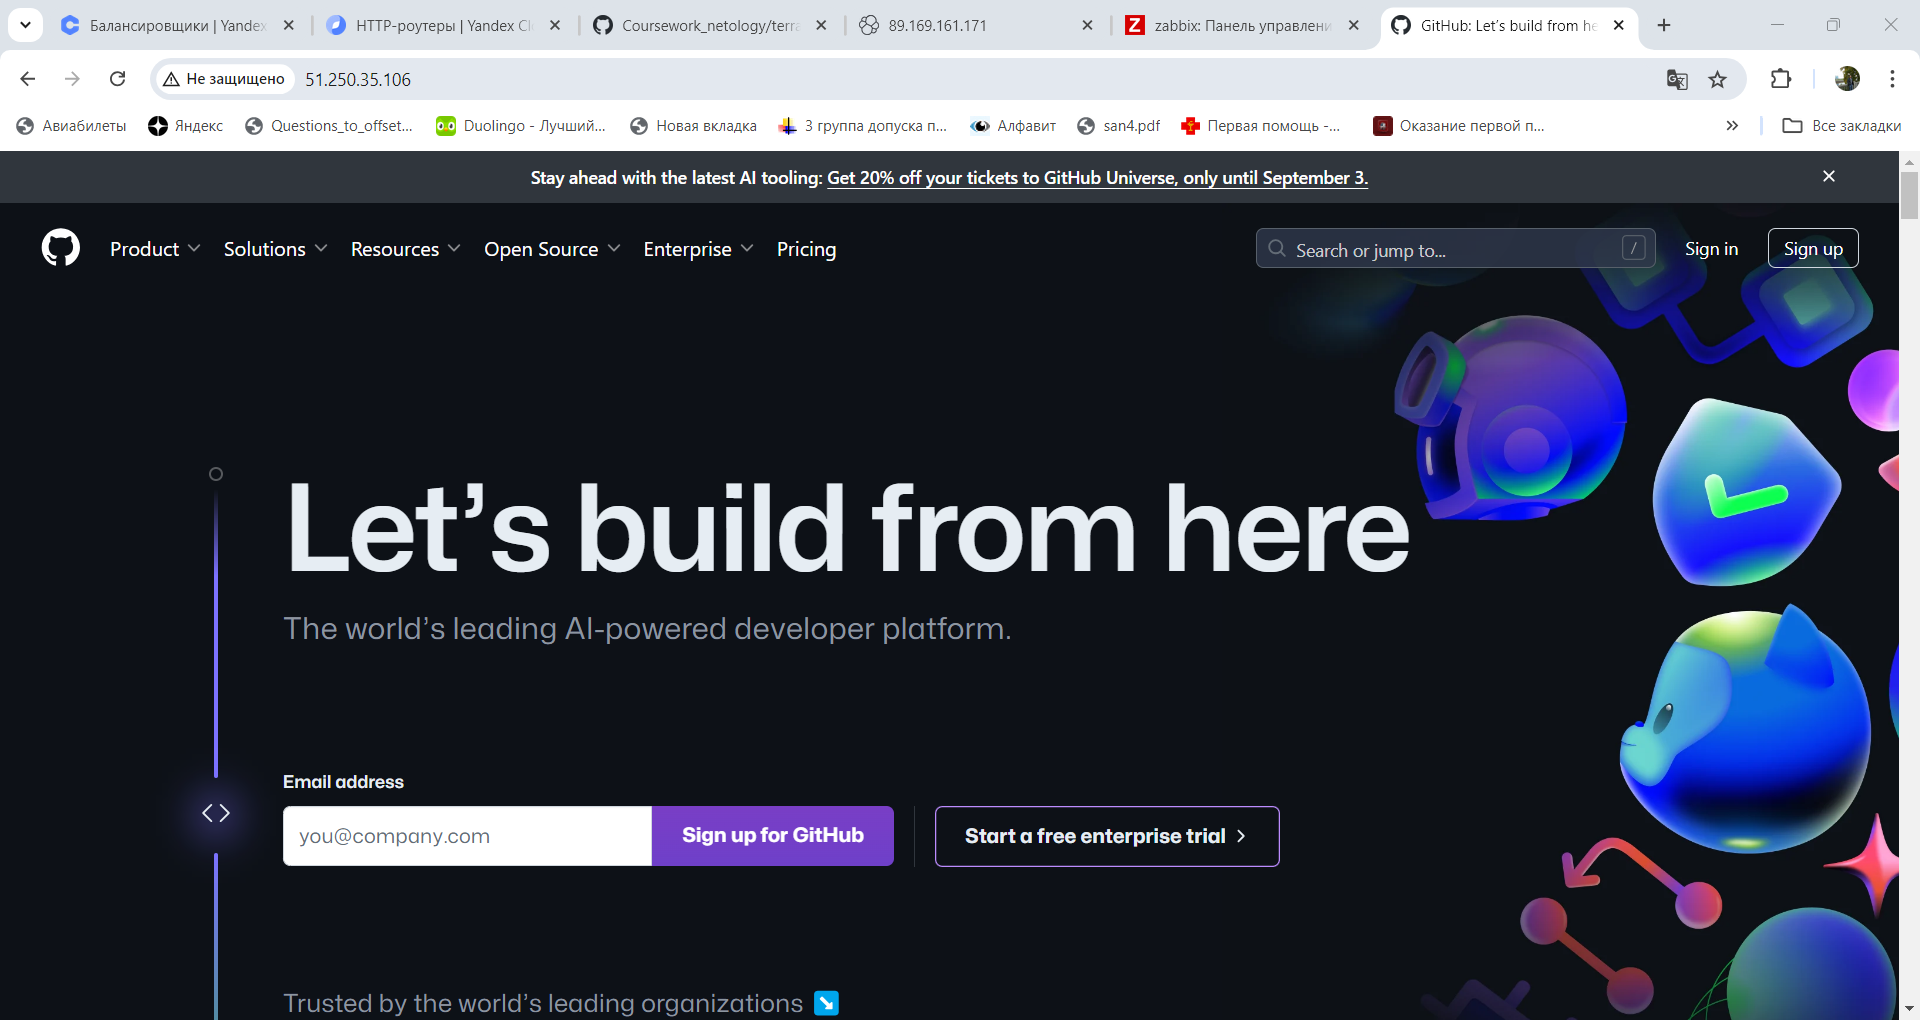 Балансировщики | Yandex
HTTP-роутеры | Yandex Cl
Coursework_netology/terra
89.169.161.171
zabbix: Панель управлени
GitHub: Let’s build from he
Не защищено
51.250.35.106
Авиабилеты
Яндекс
Questions_to_offset...
Duolingo - Лучший...
Новая вкладка
3 группа допуска п...
Алфавит
san4.pdf
Первая помощь -...
Оказание первой п...
Все закладки
Stay ahead with the latest AI tooling: Get 20% off your tickets to GitHub Universe, only until September 3.
Product
Solutions
Resources
Open Source
Enterprise
Pricing
Search or jump to...
/
Sign in
Sign up
Let’s build from here
The world’s leading AI-powered developer platform.
Email address
you@company.com
Sign up for GitHub
Start a free enterprise trial
Trusted by the world’s leading organizations